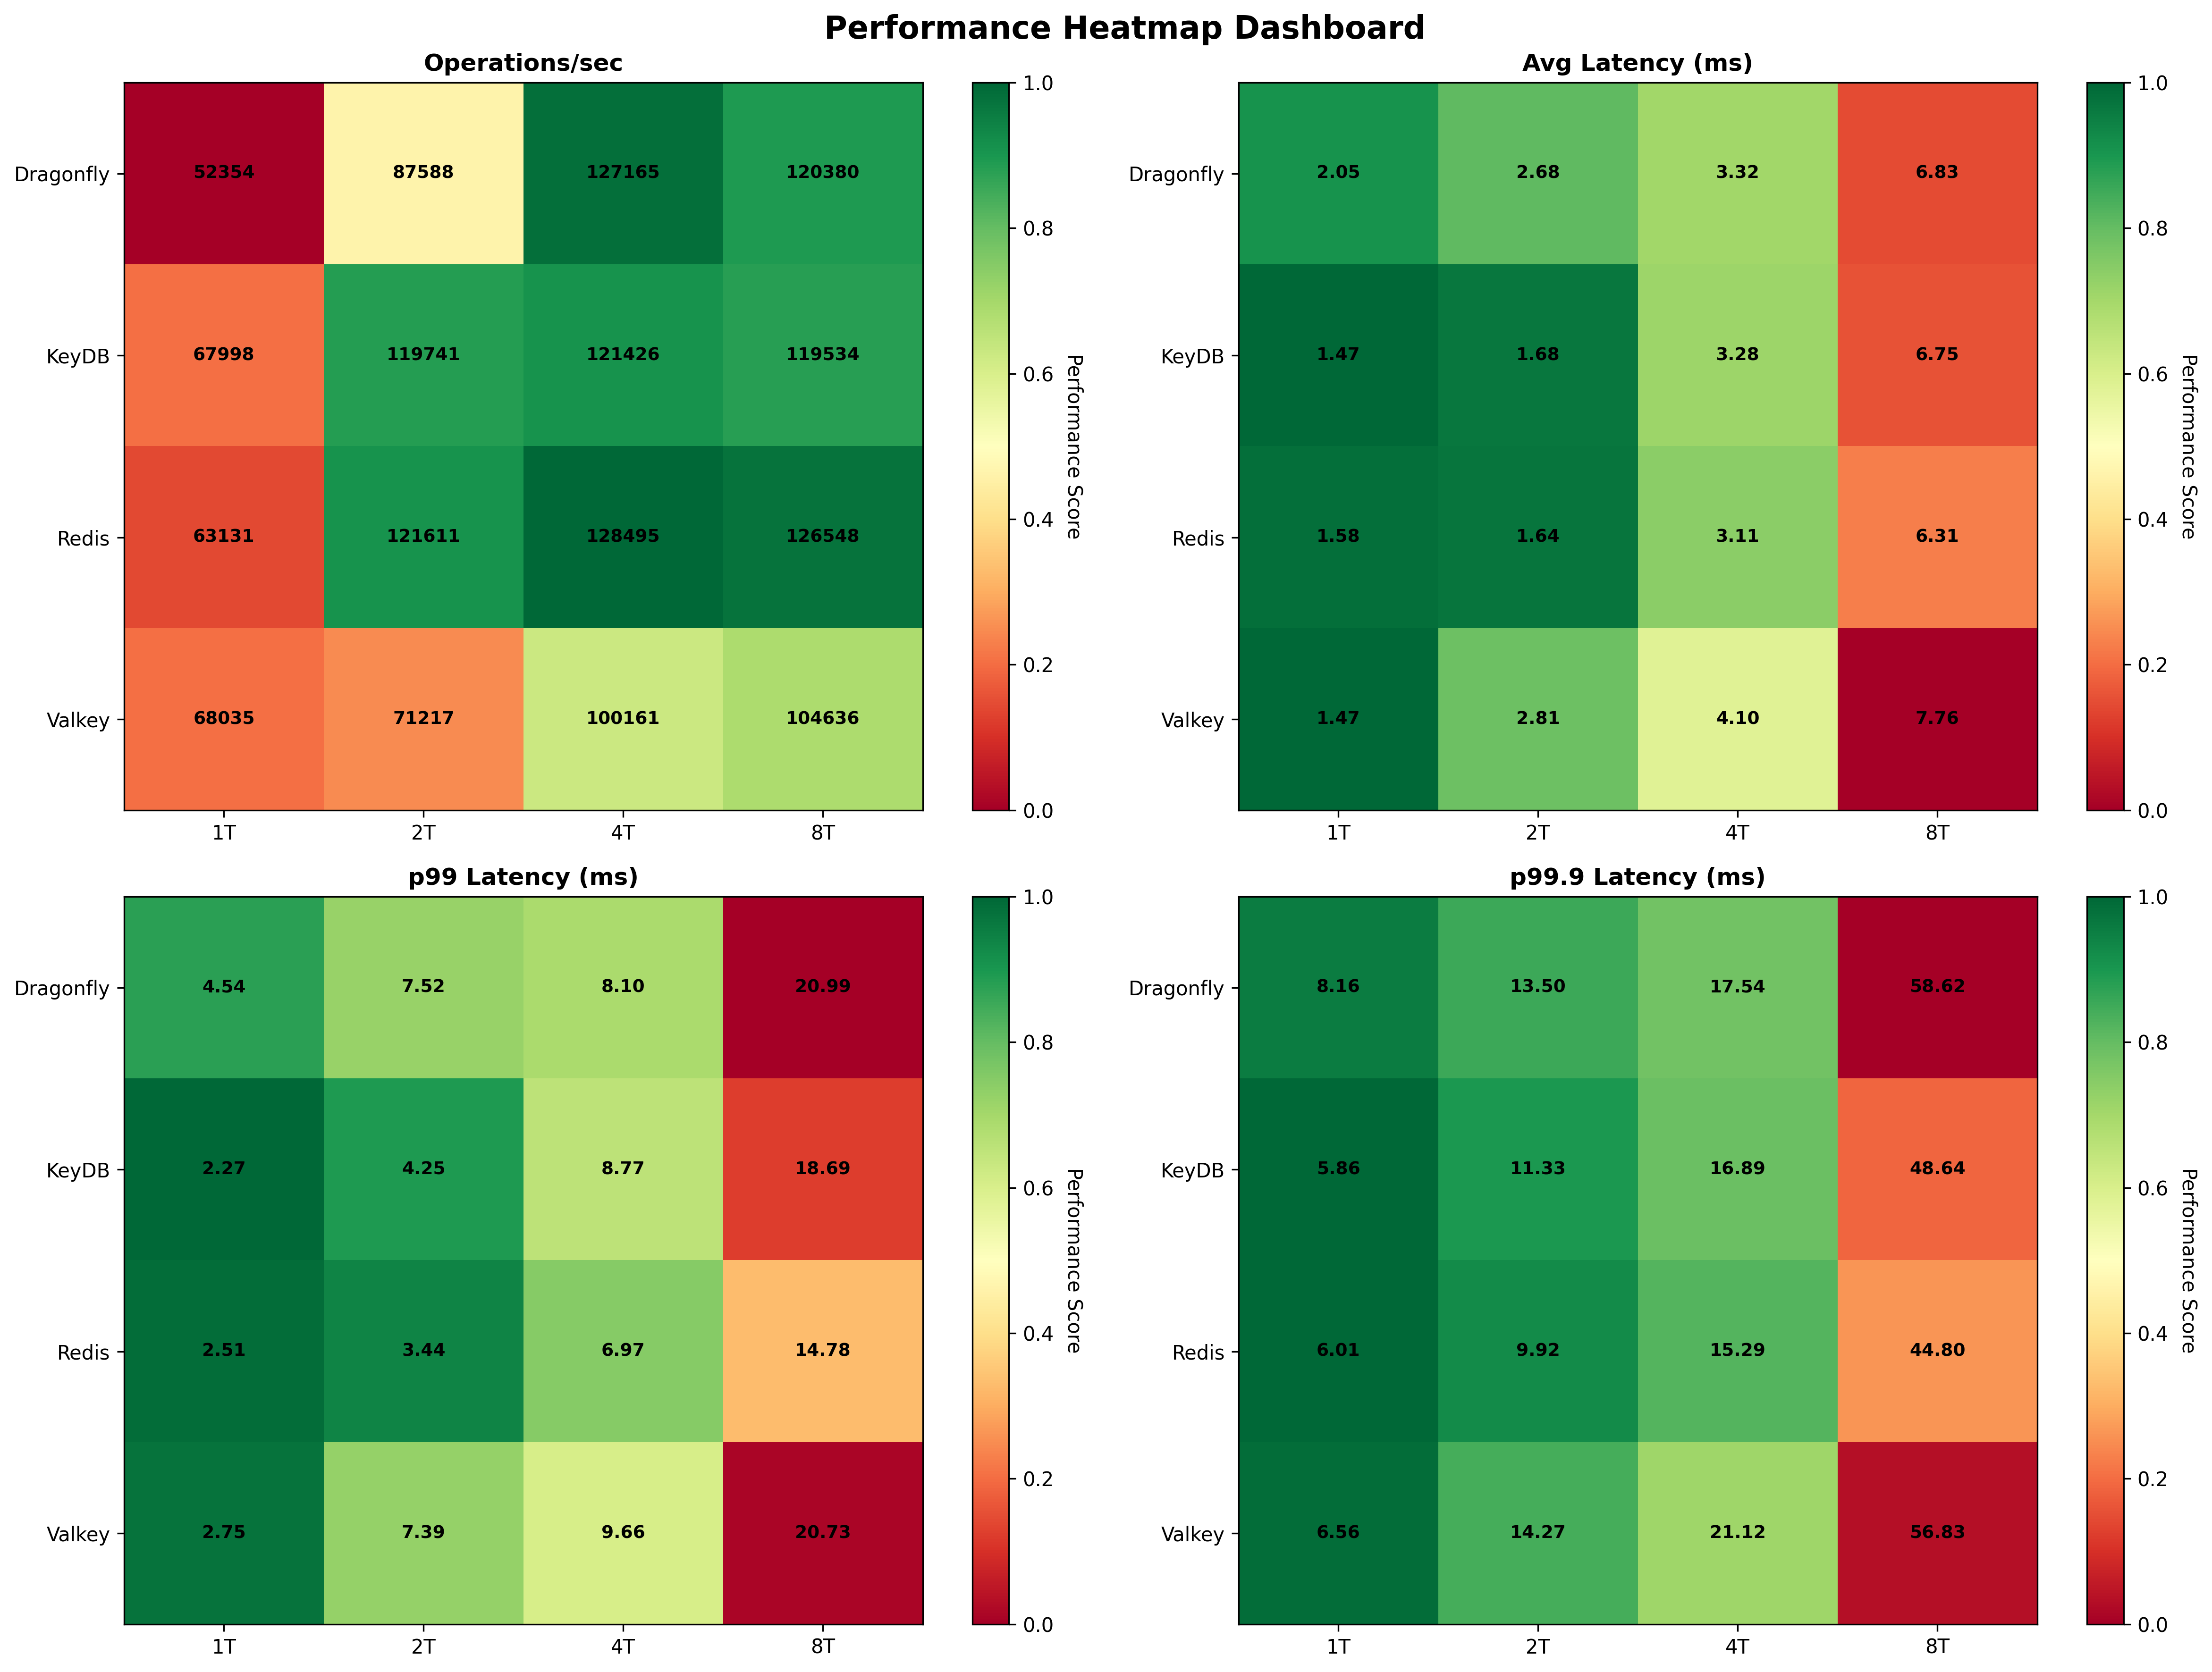 Performance Heatmap Dashboard
Operations/sec
Dragonfly 52354 87588 127165 120380
KeyDB 67998 119741 121426 119534
Redis 63131 121611 128495 126548
Valkey 68035 71217 100161 104636
1T 2T 4T 8T
1.0
0.8
0.6
0.4
0.2
0.0
Performance Score
Avg Latency (ms)
Dragonfly 2.05 2.68 3.32 6.83
KeyDB 1.47 1.68 3.28 6.75
Redis 1.58 1.64 3.11 6.31
Valkey 1.47 2.81 4.10 7.76
1T 2T 4T 8T
1.0
0.8
0.6
0.4
0.2
0.0
Performance Score
p99 Latency (ms)
Dragonfly 4.54 7.52 8.10 20.99
KeyDB 2.27 4.25 8.77 18.69
Redis 2.51 3.44 6.97 14.78
Valkey 2.75 7.39 9.66 20.73
1T 2T 4T 8T
1.0
0.8
0.6
0.4
0.2
0.0
Performance Score
p99.9 Latency (ms)
Dragonfly 8.16 13.50 17.54 58.62
KeyDB 5.86 11.33 16.89 48.64
Redis 6.01 9.92 15.29 44.80
Valkey 6.56 14.27 21.12 56.83
1T 2T 4T 8T
1.0
0.8
0.6
0.4
0.2
0.0
Performance Score